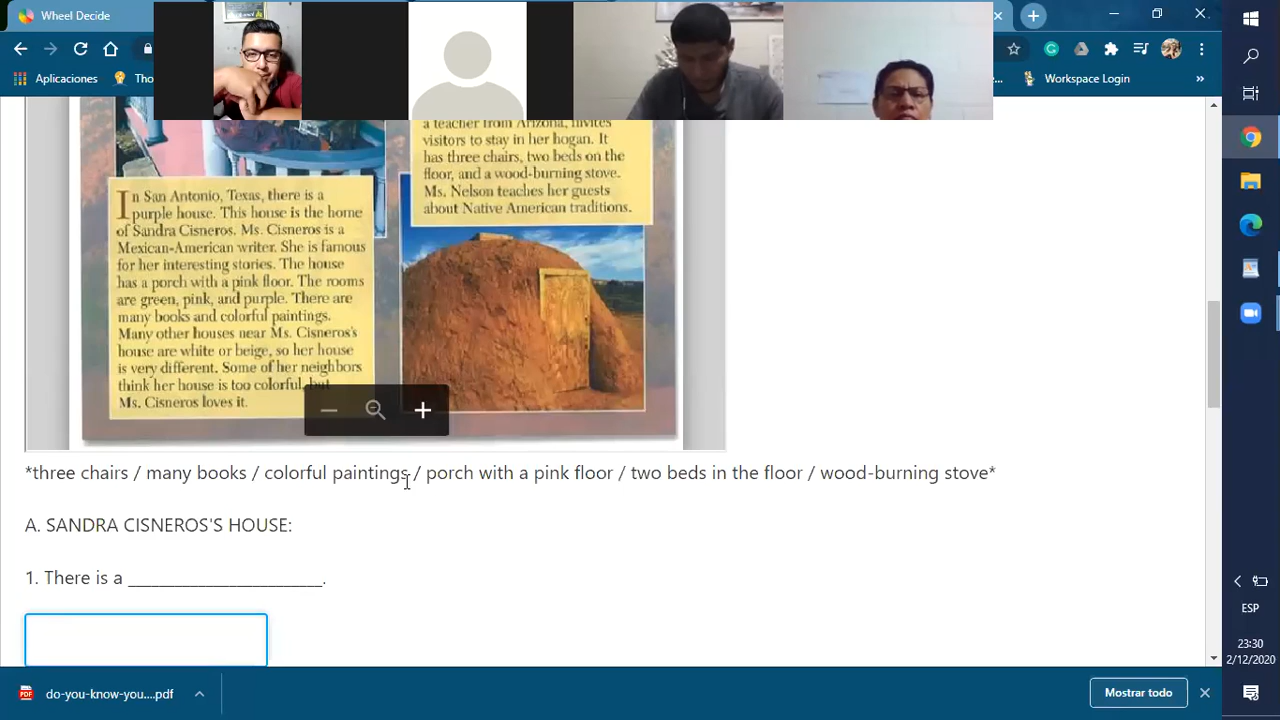 Wheel Decide
Aplicaciones
Tho
Workspace Login
a teacher from Arizona, invites
visitors to stay in her hogan. It
has three chairs, two beds on the
floor, and a wood-burning stove.
Ms. Nelson teaches her guests
about Native American traditions.
In San Antonio, Texas, there is a
purple house. This house is the home
of Sandra Cisneros. Ms. Cisneros is a
Mexican-American writer. She is famous
for her interesting stories. The house
has a porch with a pink floor. The rooms
are green, pink, and purple. There are
many books and colorful paintings.
Many other houses near Ms. Cisneros's
house are white or beige, so her house
is very different. Some of her neighbors
think her house is too colorful, but
Ms. Cisneros loves it.
*three chairs / many books / colorful paintings / porch with a pink floor / two beds in the floor / wood-burning stove*
A. SANDRA CISNEROS'S HOUSE:
1. There is a _________________________.
ESP
23:30
2/12/2020
PDF
do-you-know-you....pdf
Mostrar todo